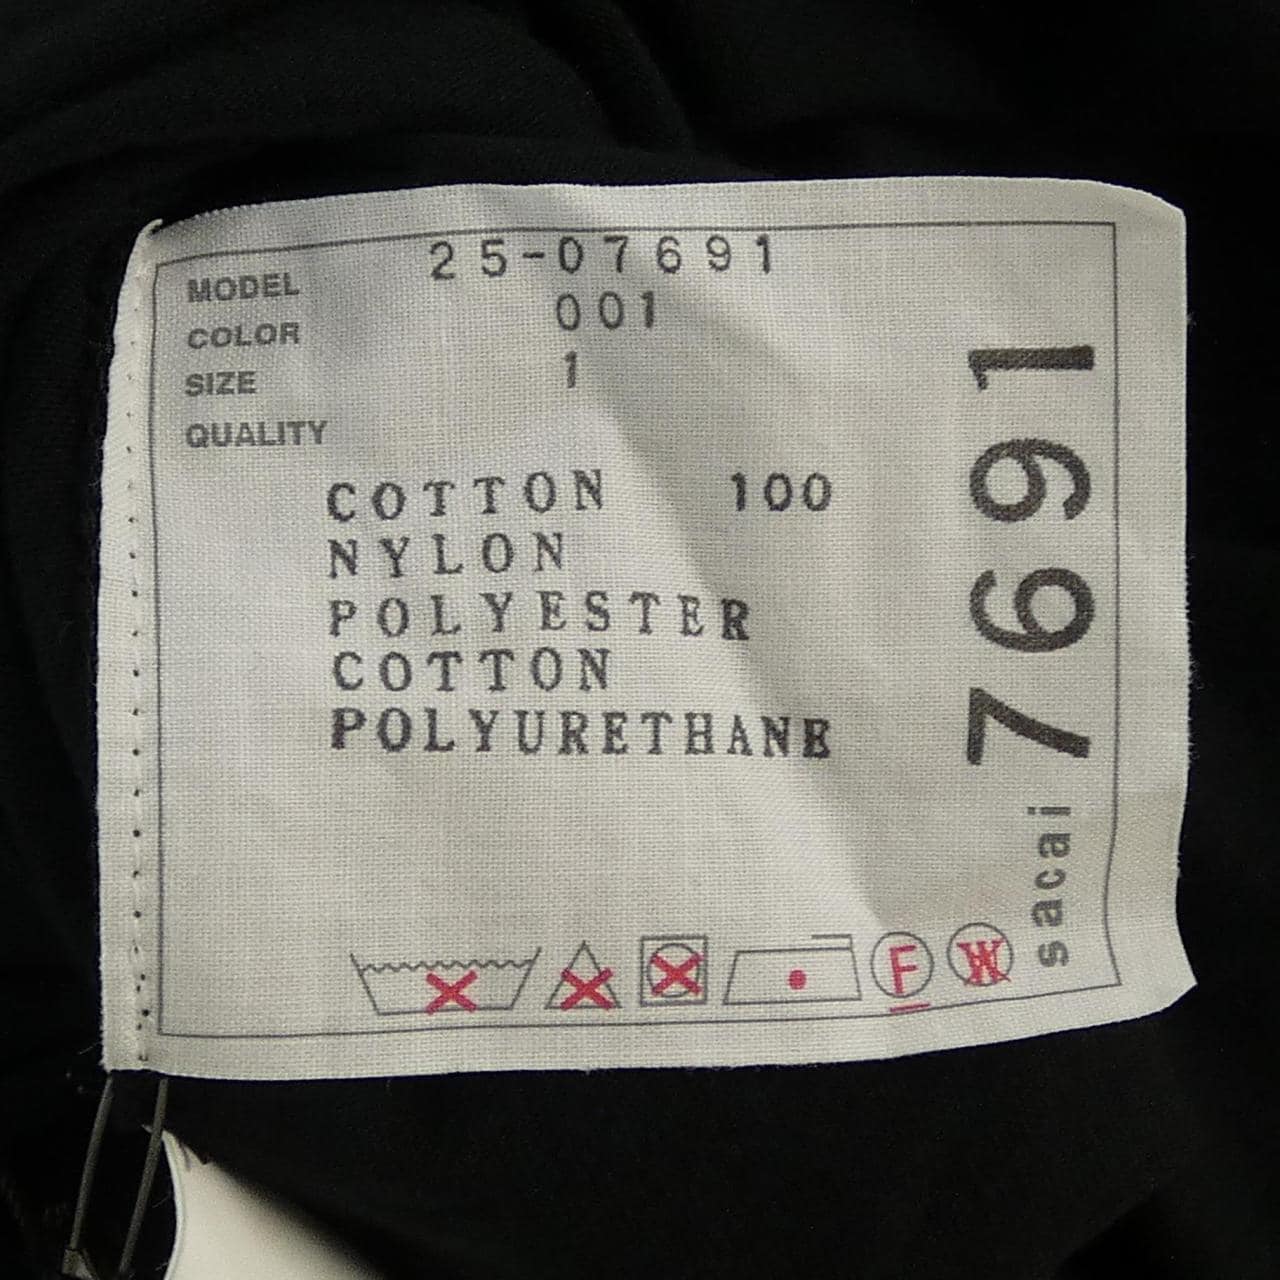 MODEL 25-07691
COLOR 001
SIZE 1
QUALITY
COTTON 100
NYLON
POLYESTER
COTTON
POLYURETHANE
F
W
sacai 7691